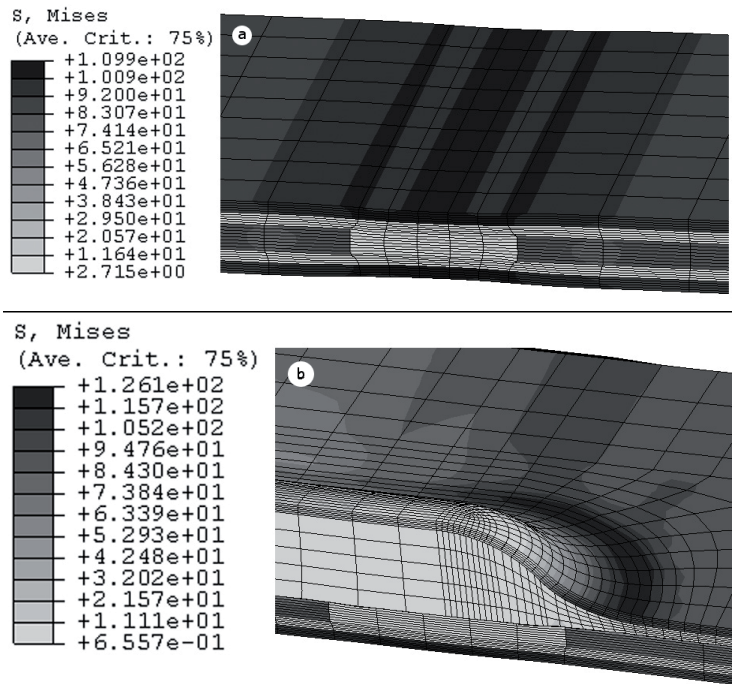 S, Mises
(Ave. Crit.: 75%)
+1.099e+02
+1.009e+02
+9.200e+01
+8.307e+01
+7.414e+01
+6.521e+01
+5.628e+01
+4.736e+01
+3.843e+01
+2.950e+01
+2.057e+01
+1.164e+01
+2.715e+00
a
S, Mises
(Ave. Crit.: 75%)
+1.261e+02
+1.157e+02
+1.052e+02
+9.476e+01
+8.430e+01
+7.384e+01
+6.339e+01
+5.293e+01
+4.248e+01
+3.202e+01
+2.157e+01
+1.111e+01
+6.557e-01
b